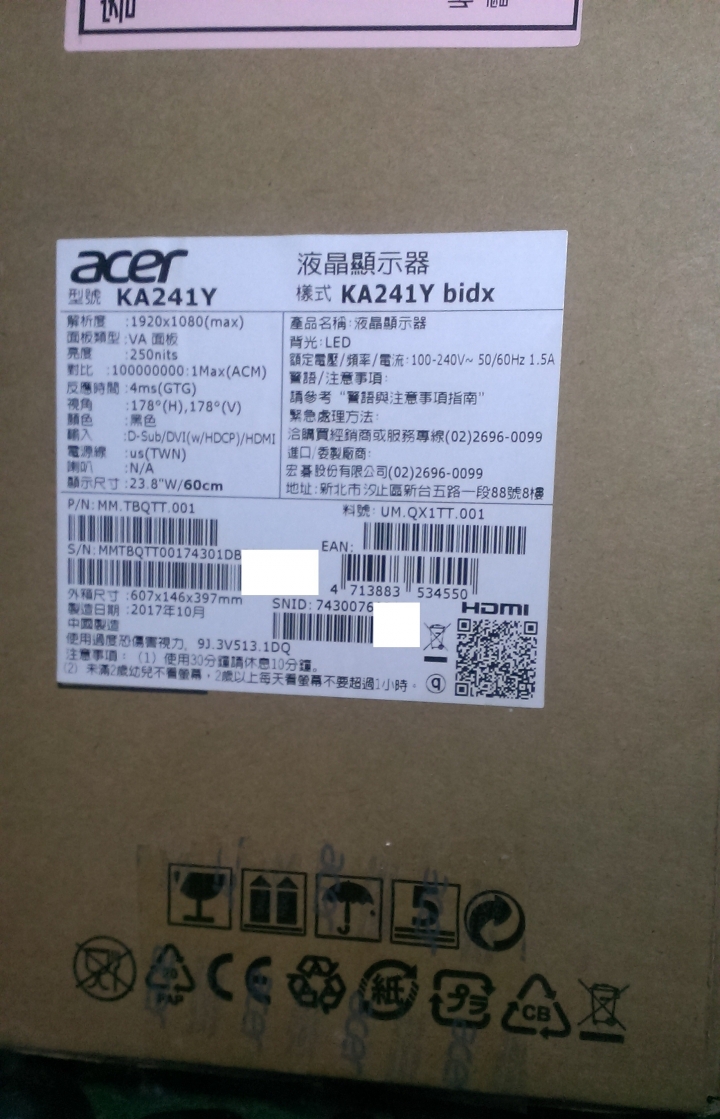 acer
型號 KA241Y
液晶顯示器
樣式 KA241Y bidx
解析度 :1920x1080(max)
面板類型:VA 面板
亮度 :250nits
對比 :100000000:1Max(ACM)
反應時間:4ms(GTG)
視角 :178°(H),178°(V)
顏色 :黑色
輸入 :D-Sub/DVI(w/HDCP)/HDMI
電源線 :us(TWN)
喇叭 :N/A
顯示尺寸:23.8"W/60cm
產品名稱:液晶顯示器
背光:LED
額定電壓/頻率/電流:100-240V~ 50/60Hz 1.5A
警語/注意事項:
請參考 "警語與注意事項指南"
緊急處理方法:
洽購買經銷商或服務專線(02)2696-0099
進口/委製廠商:
宏碁股份有限公司(02)2696-0099
地址:新北市汐止區新台五路一段88號8樓
P/N:MM.TBQTT.001
料號: UM.QX1TT.001
S/N:MMTBQTT00174301DB
EAN:
4 713883 534550
外箱尺寸:607x146x397mm
製造日期:2017年10月
中國製造
SNID: 7430076
HDMI
使用過度恐傷害視力, 9J.3V513.1DQ
注意事項: (1) 使用30分鐘請休息10分鐘。
(2) 未滿2歲幼兒不看螢幕,2歲以上每天看螢幕不要超過1小時。
q
5
20
PAP
CE
紙
プラ
CB